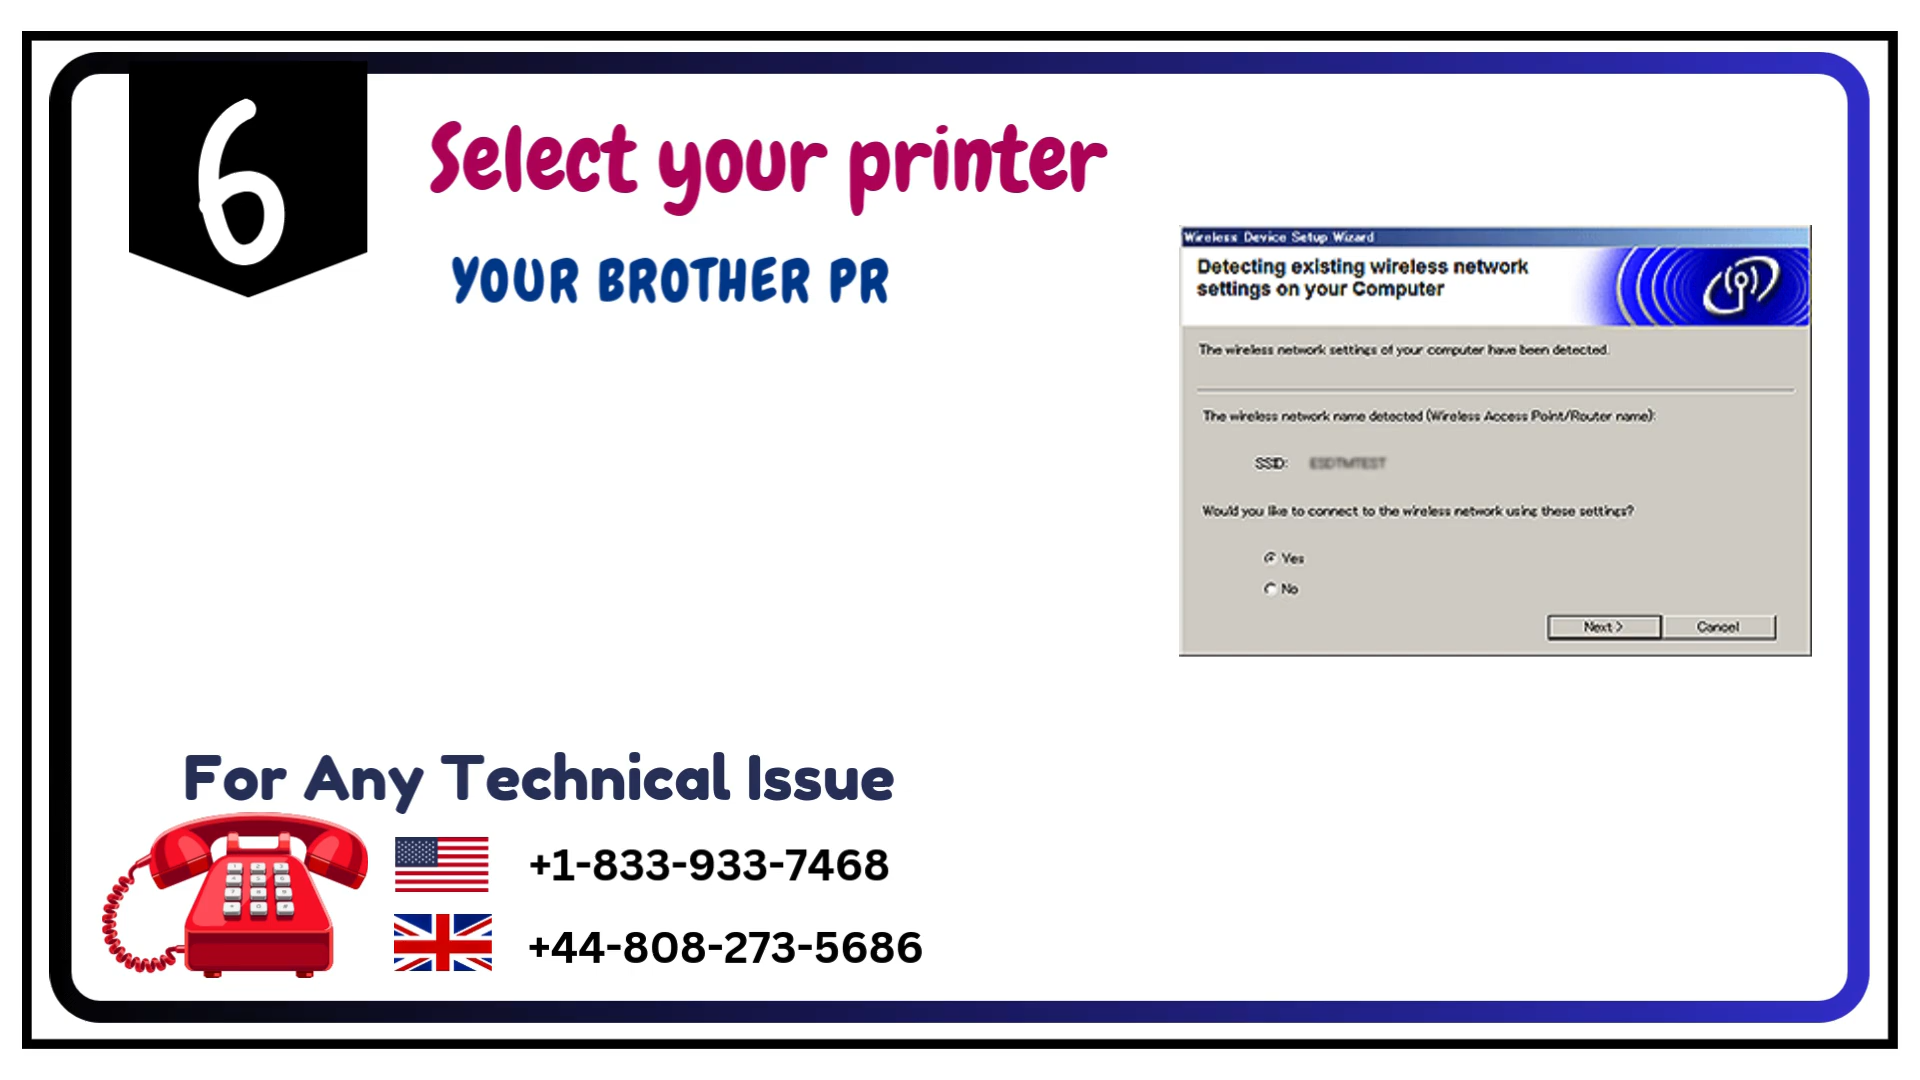 6
Select your printer
YOUR BROTHER PR
Wireless Device Setup Wizard
Detecting existing wireless network
settings on your Computer
The wireless network settings of your computer have been detected.
The wireless network name detected (Wireless Access Point/Router name):
SSID: ESDTMTEST
Would you like to connect to the wireless network using these settings?
Yes
No
Next > Cancel
For Any Technical Issue
+1-833-933-7468
+44-808-273-5686